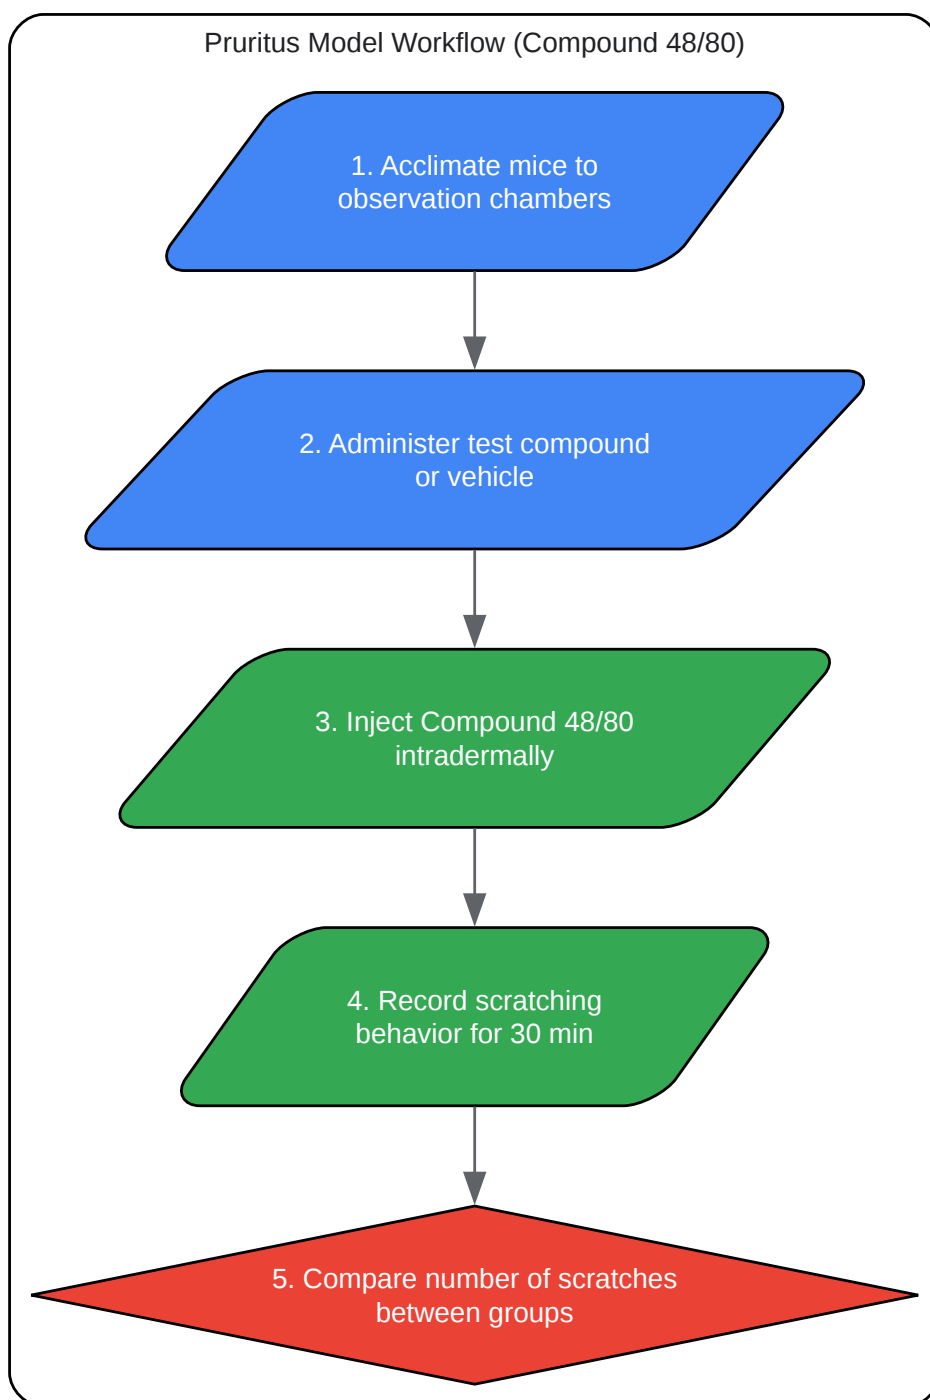 Pruritus Model Workflow (Compound 48/80)
1. Acclimate mice to
observation chambers
2. Administer test compound
or vehicle
3. Inject Compound 48/80
intradermally
4. Record scratching
behavior for 30 min
5. Compare number of scratches
between groups